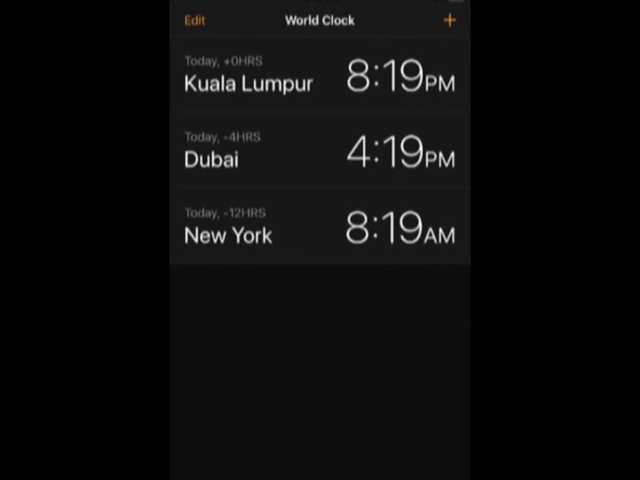 Edit World Clock +
Today, +0HRS
Kuala Lumpur 8:19PM
Today, -4HRS
Dubai 4:19PM
Today, -12HRS
New York 8:19AM